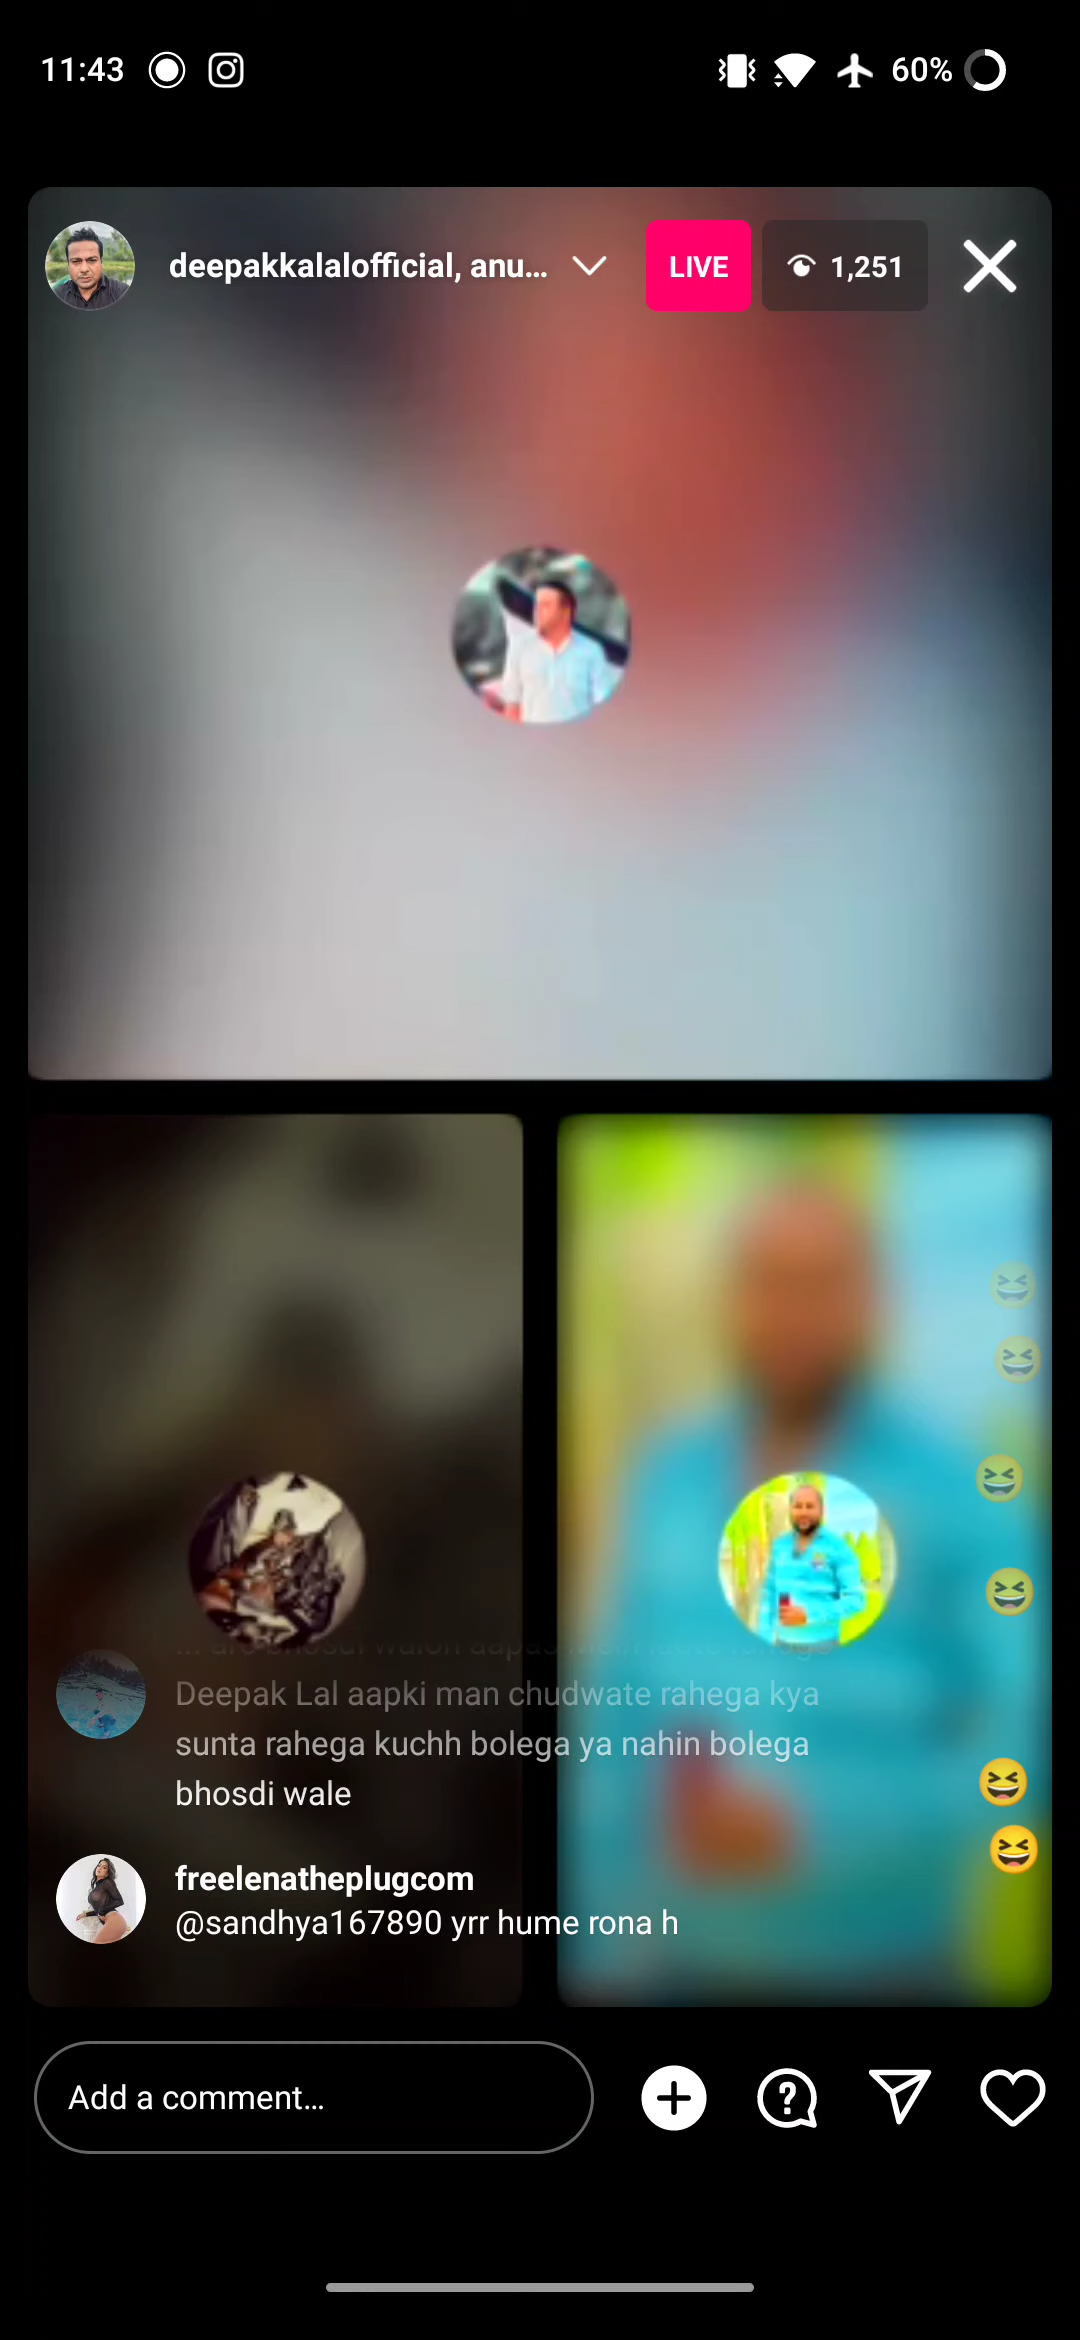 11:43
60%
deepakkalalofficial, anu...
LIVE
1,251
Deepak Lal aapki man chudwate rahega kya
sunta rahega kuchh bolega ya nahin bolega
bhosdi wale
freelenatheplugcom
@sandhya167890 yrr hume rona h
Add a comment...